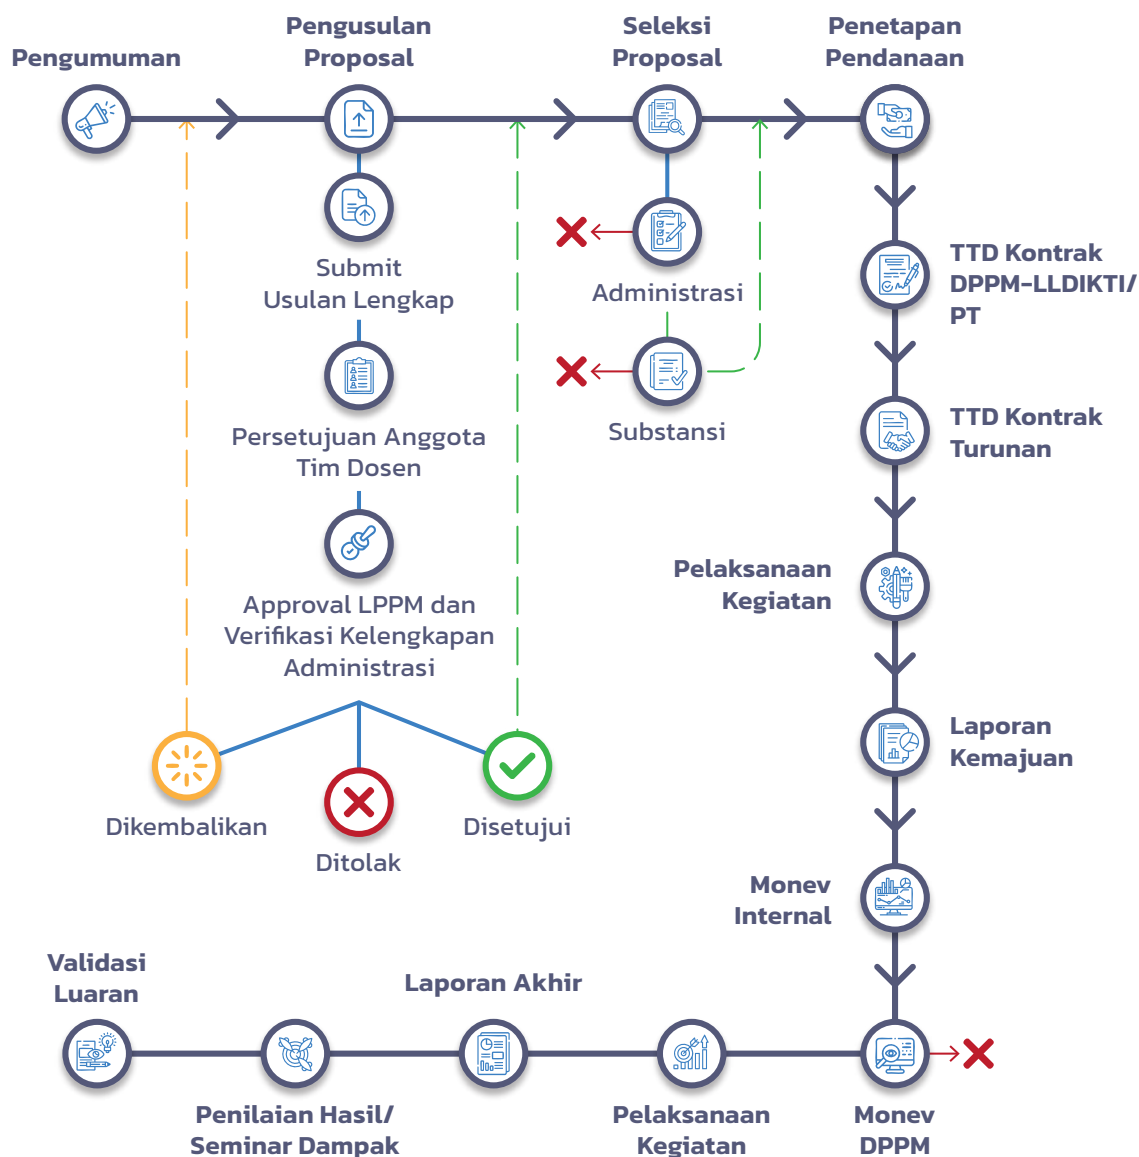 Pengumuman
Pengusulan
Proposal
Seleksi
Proposal
Penetapan
Pendanaan
Submit
Usulan Lengkap
Persetujuan Anggota
Tim Dosen
Approval LPPM dan
Verifikasi Kelengkapan
Administrasi
Dikembalikan
Ditolak
Disetujui
Administrasi
Substansi
TTD Kontrak
DPPM-LLDIKTI/
PT
TTD Kontrak
Turunan
Pelaksanaan
Kegiatan
Laporan
Kemajuan
Monev
Internal
Monev
DPPM
Pelaksanaan
Kegiatan
Laporan Akhir
Penilaian Hasil/
Seminar Dampak
Validasi
Luaran